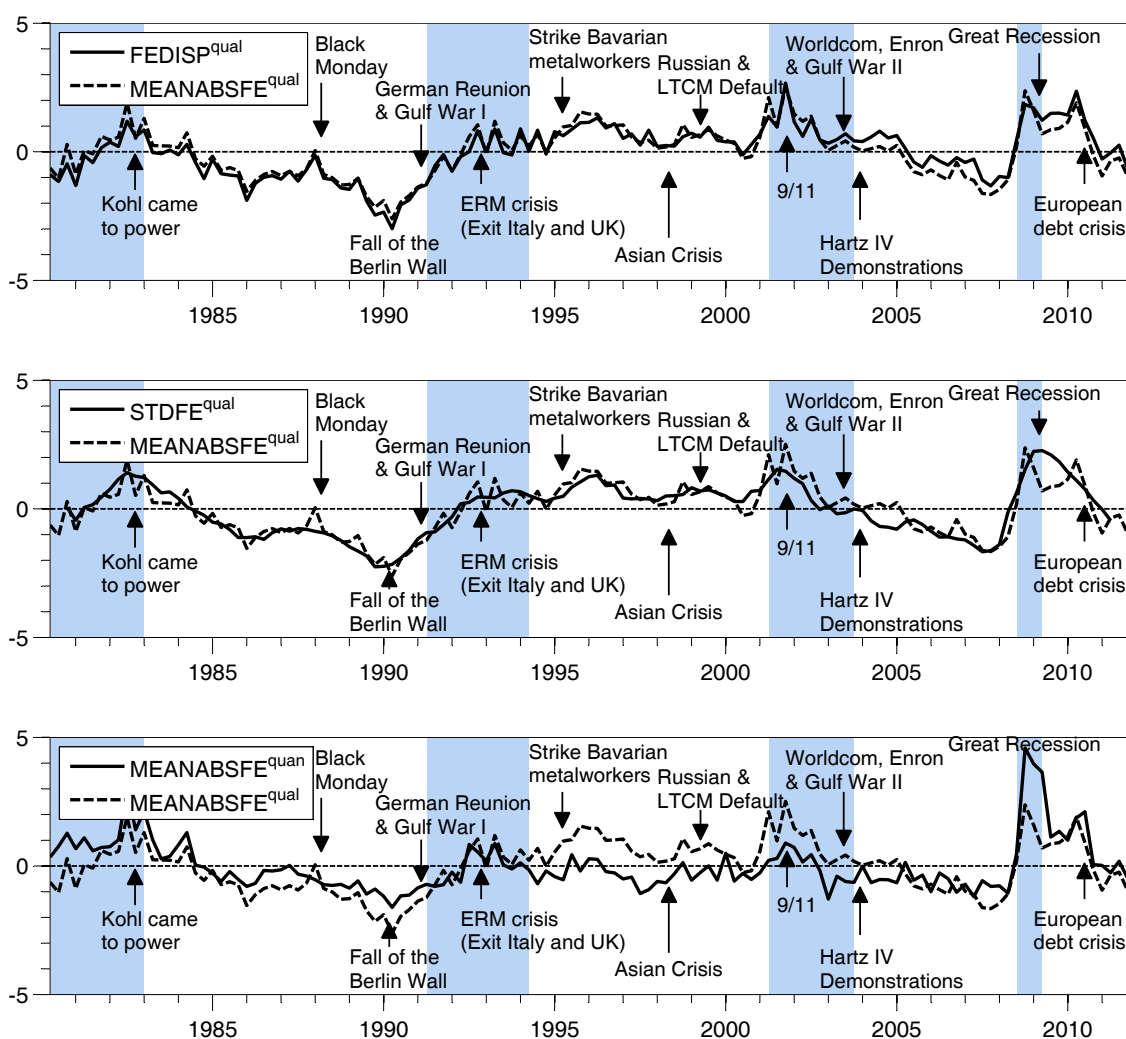 5
FEDISP^qual
MEANABSFE^qual
Black
Monday
German Reunion
& Gulf War I
Strike Bavarian
metalworkers
Russian &
LTCM Default
Worldcom, Enron
& Gulf War II
Great Recession
0
Kohl came
to power
Fall of the
Berlin Wall
ERM crisis
(Exit Italy and UK)
Asian Crisis
9/11
Hartz IV
Demonstrations
European
debt crisis
-5
1985 1990 1995 2000 2005 2010
5
STDFE^qual
MEANABSFE^qual
Black
Monday
German Reunion
& Gulf War I
Strike Bavarian
metalworkers
Russian &
LTCM Default
Worldcom, Enron
& Gulf War II
Great Recession
0
Kohl came
to power
Fall of the
Berlin Wall
ERM crisis
(Exit Italy and UK)
Asian Crisis
9/11
Hartz IV
Demonstrations
European
debt crisis
-5
1985 1990 1995 2000 2005 2010
5
MEANABSFE^quan
MEANABSFE^qual
Black
Monday
German Reunion
& Gulf War I
Strike Bavarian
metalworkers
Russian &
LTCM Default
Worldcom, Enron
& Gulf War II
Great Recession
0
Kohl came
to power
Fall of the
Berlin Wall
ERM crisis
(Exit Italy and UK)
Asian Crisis
9/11
Hartz IV
Demonstrations
European
debt crisis
-5
1985 1990 1995 2000 2005 2010